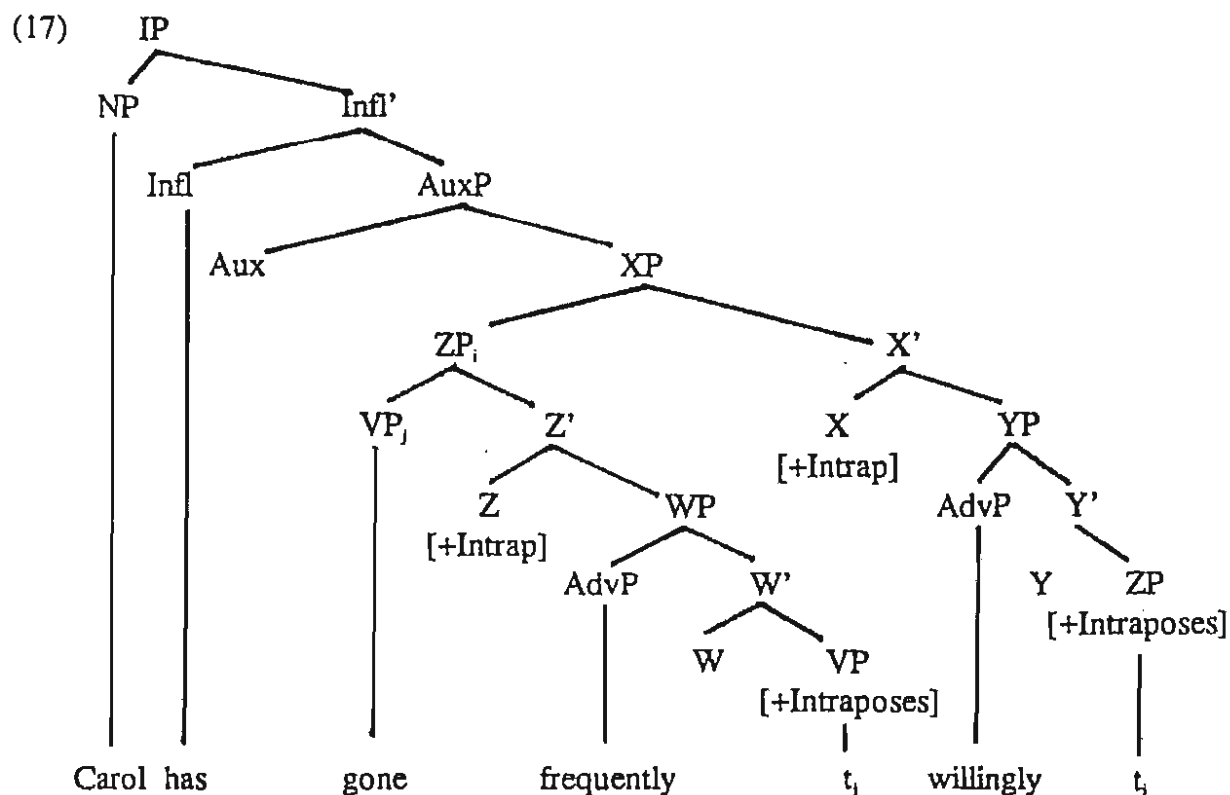 (17) IP
NP Infl'
Infl AuxP
Aux XP
ZPi X'
VPj Z' X YP
[+Intrap]
Z WP AdvP Y'
[+Intrap]
AdvP W' Y ZP
[+Intraposes]
W VP
[+Intraposes]
Carol has gone frequently tj willingly ti